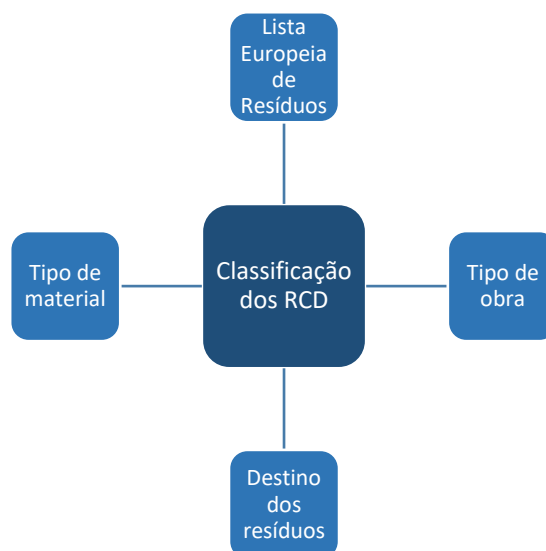 Lista
Europeia
de
Resíduos
Tipo de
material
Classificação
dos RCD
Tipo de
obra
Destino
dos
resíduos